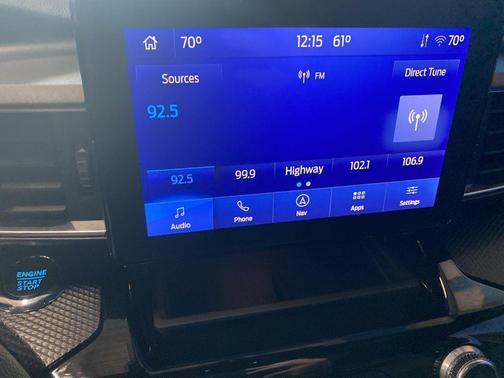 70° 12:15 61° 70°
Sources FM Direct Tune
92.5
92.5 99.9 Highway 102.1 106.9
Audio Phone Nav Apps Settings
ENGINE
START
STOP